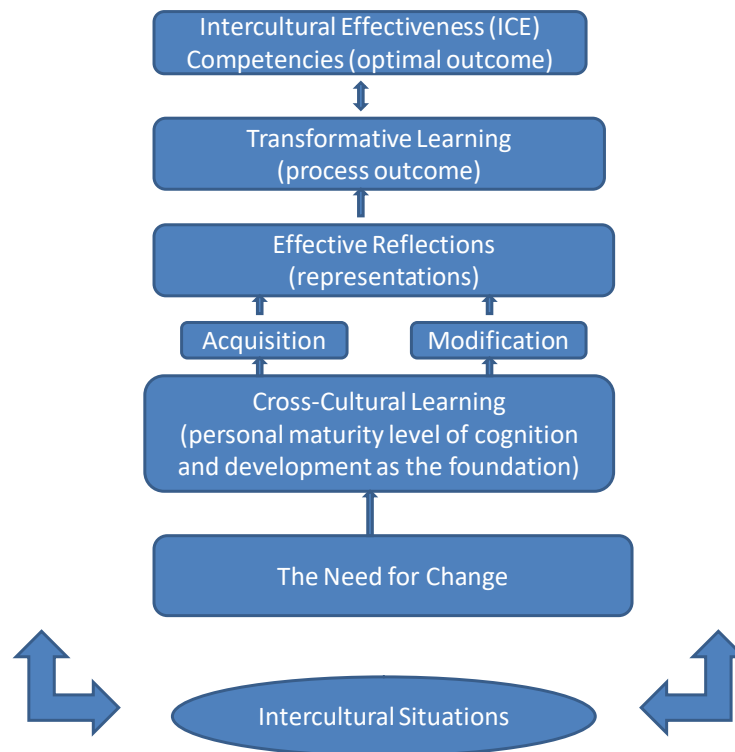 Intercultural Effectiveness (ICE)
Competencies (optimal outcome)
Transformative Learning
(process outcome)
Effective Reflections
(representations)
Acquisition
Modification
Cross-Cultural Learning
(personal maturity level of cognition
and development as the foundation)
The Need for Change
Intercultural Situations